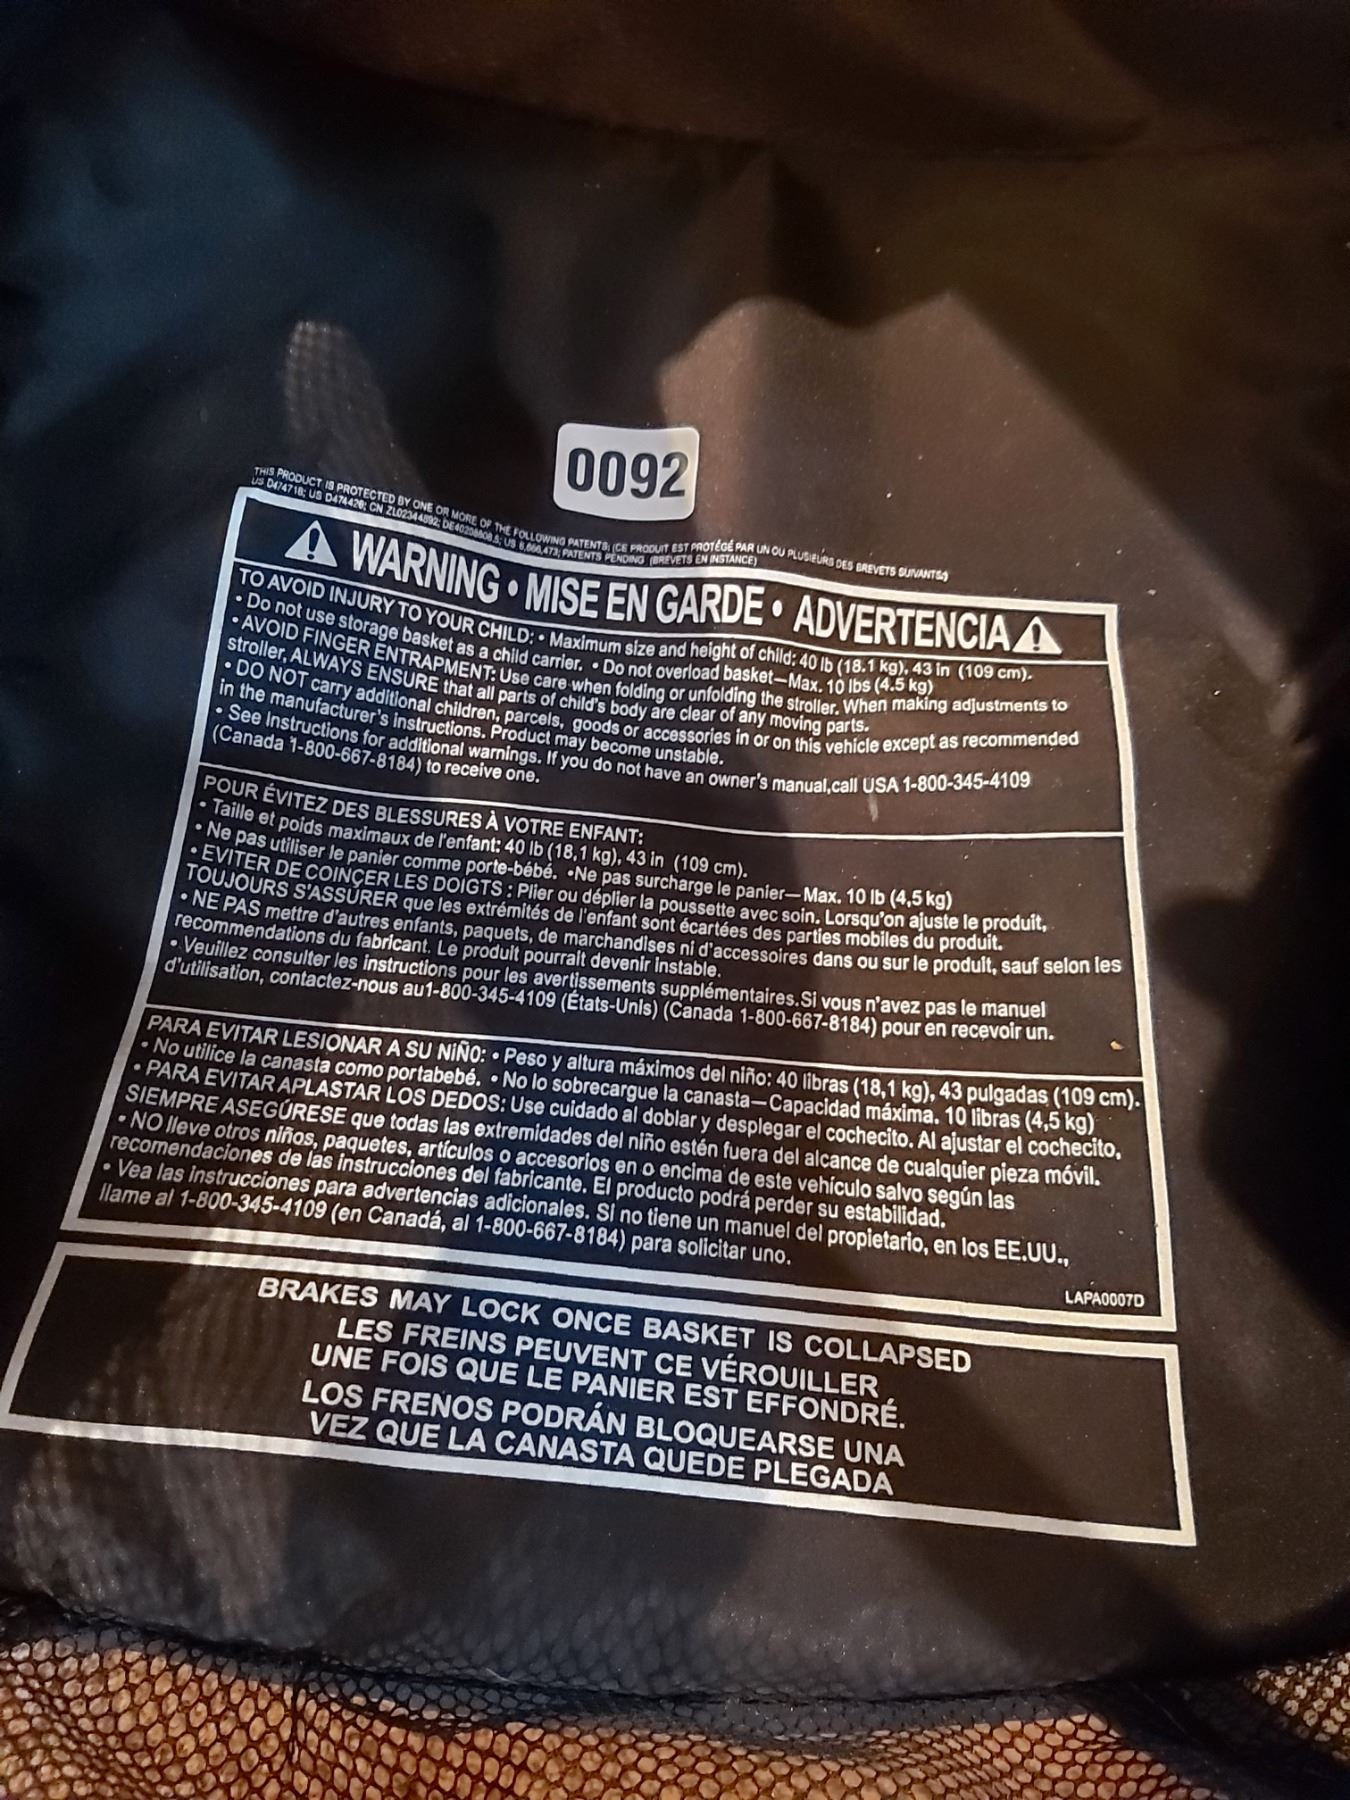 0092
THIS PRODUCT IS PROTECTED BY ONE OR MORE OF THE FOLLOWING PATENTS: (CE PRODUIT EST PROTÉGÉ PAR UN OU PLUSIEURS DES BREVETS SUIVANTS:)
US D474718; US D474426; CN ZL02344892; US 6,666,473; PATENTS PENDING (BREVETS EN INSTANCE)
WARNING • MISE EN GARDE • ADVERTENCIA
TO AVOID INJURY TO YOUR CHILD: • Maximum size and height of child: 40 lb (18.1 kg), 43 in (109 cm).
• Do not use storage basket as a child carrier. • Do not overload basket—Max. 10 lbs (4.5 kg)
• AVOID FINGER ENTRAPMENT: Use care when folding or unfolding the stroller. When making adjustments to
stroller, ALWAYS ENSURE that all parts of child's body are clear of any moving parts.
• DO NOT carry additional children, parcels, goods or accessories in or on this vehicle except as recommended
in the manufacturer's instructions. Product may become unstable.
• See Instructions for additional warnings. If you do not have an owner's manual,call USA 1-800-345-4109
(Canada 1-800-667-8184) to receive one.
POUR ÉVITEZ DES BLESSURES À VOTRE ENFANT:
• Taille et poids maximaux de l'enfant: 40 lb (18,1 kg), 43 in (109 cm).
• Ne pas utiliser le panier comme porte-bébé. •Ne pas surcharge le panier—Max. 10 lb (4,5 kg)
• EVITER DE COINÇER LES DOIGTS : Plier ou déplier la poussette avec soin. Lorsqu'on ajuste le produit,
TOUJOURS S'ASSURER que les extrémités de l'enfant sont écartées des parties mobiles du produit.
• NE PAS mettre d'autres enfants, paquets, de marchandises ni d'accessoires dans ou sur le produit, sauf selon les
recommendations du fabricant. Le produit pourrait devenir instable.
• Veuillez consulter les instructions pour les avertissements supplémentaires.Si vous n'avez pas le manuel
d'utilisation, contactez-nous au1-800-345-4109 (États-Unis) (Canada 1-800-667-8184) pour en recevoir un.
PARA EVITAR LESIONAR A SU NIÑO: • Peso y altura máximos del niño: 40 libras (18,1 kg), 43 pulgadas (109 cm).
• No utilice la canasta como portabebé. • No lo sobrecargue la canasta—Capacidad máxima. 10 libras (4,5 kg)
• PARA EVITAR APLASTAR LOS DEDOS: Use cuidado al doblar y desplegar el cochecito. Al ajustar el cochecito,
SIEMPRE ASEGÚRESE que todas las extremidades del niño estén fuera del alcance de cualquier pieza móvil.
• NO lleve otros niños, paquetes, artículos o accesorios en o encima de este vehículo salvo según las
recomendaciones de las instrucciones del fabricante. El producto podrá perder su estabilidad.
• Vea las instrucciones para advertencias adicionales. Si no tiene un manuel del propietario, en los EE.UU.,
llame al 1-800-345-4109 (en Canadá, al 1-800-667-8184) para solicitar uno.
LAPA0007D
BRAKES MAY LOCK ONCE BASKET IS COLLAPSED
LES FREINS PEUVENT CE VÉROUILLER
UNE FOIS QUE LE PANIER EST EFFONDRÉ.
LOS FRENOS PODRÁN BLOQUEARSE UNA
VEZ QUE LA CANASTA QUEDE PLEGADA